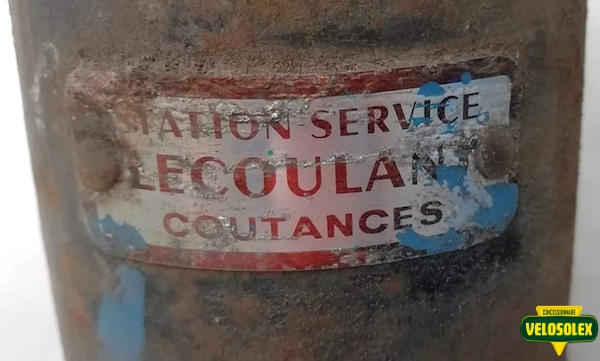 STATION-SERVICE
LECOULANT
COUTANCES
CONCESSIONNAIRE
VELOSOLEX